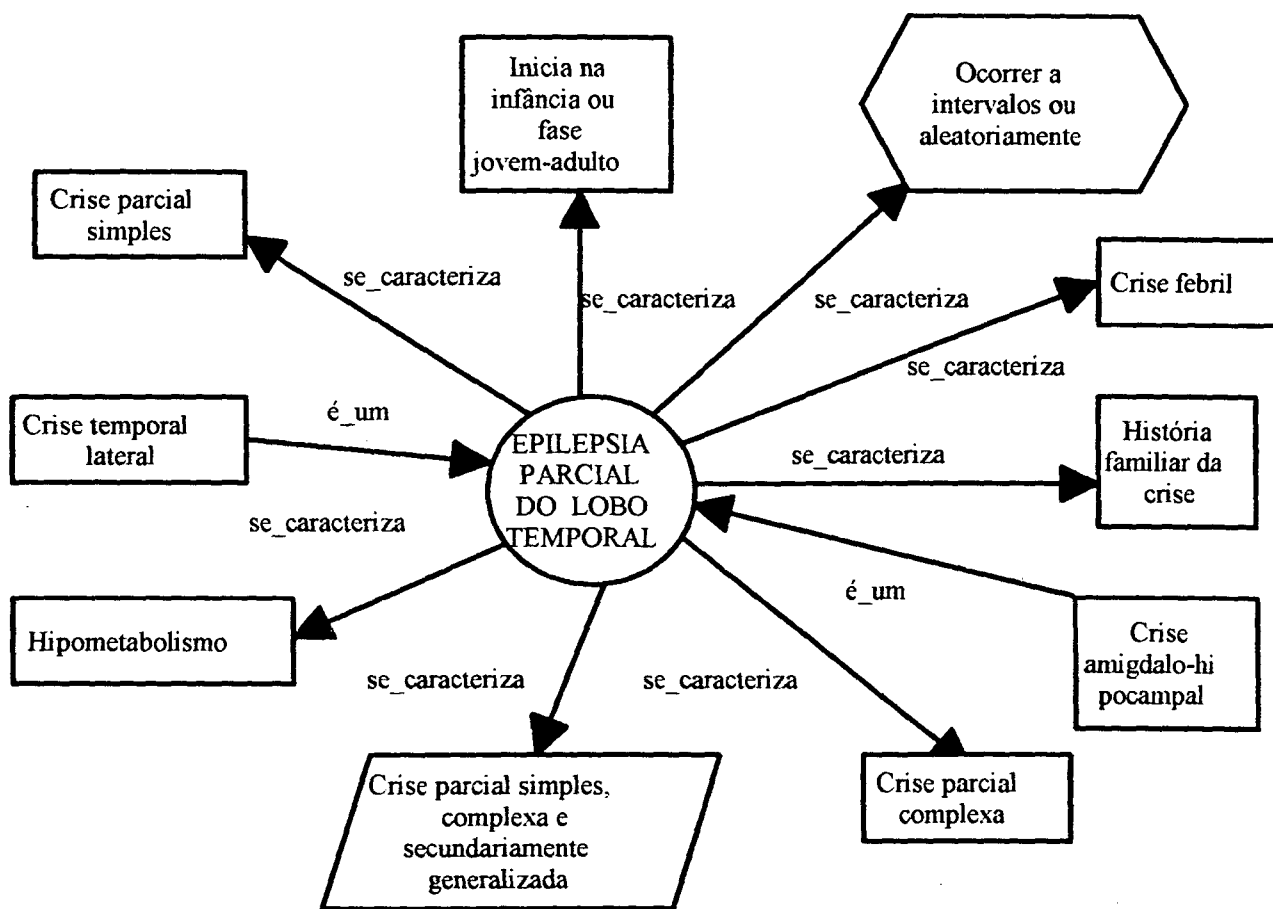 Inicia na
infância ou
fase
jovem-adulto
Ocorrer a
intervalos ou
aleatoriamente
Crise parcial
simples
se_caracteriza
se_caracteriza
se_caracteriza
Crise febril
se_caracteriza
Crise temporal
lateral
é_um
EPILEPSIA
PARCIAL
DO LOBO
TEMPORAL
se_caracteriza
História
familiar da
crise
se_caracteriza
Hipometabolismo
é_um
Crise
amigdalo-hi
pocampal
se_caracteriza
se_caracteriza
Crise parcial simples,
complexa e
secundariamente
generalizada
Crise parcial
complexa